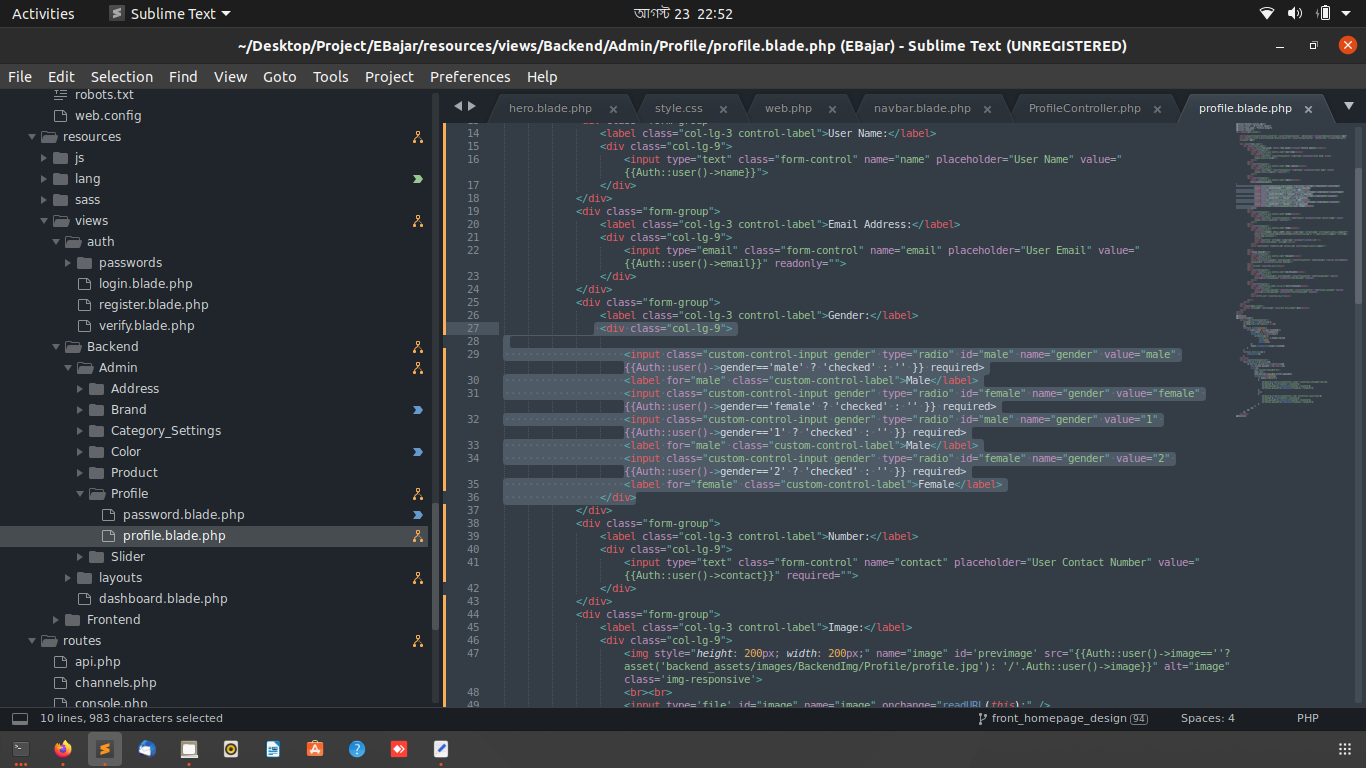 Activities
Sublime Text
আগস্ট 23 22:52
~/Desktop/Project/EBajar/resources/views/Backend/Admin/Profile/profile.blade.php (EBajar) - Sublime Text (UNREGISTERED)
File Edit Selection Find View Goto Tools Project Preferences Help
robots.txt
web.config
resources
js
lang
sass
views
auth
passwords
login.blade.php
register.blade.php
verify.blade.php
Backend
Admin
Address
Brand
Category_Settings
Color
Product
Profile
password.blade.php
profile.blade.php
Slider
layouts
dashboard.blade.php
Frontend
routes
api.php
channels.php
console.php
hero.blade.php
style.css
web.php
navbar.blade.php
ProfileController.php
profile.blade.php
14 <label class="col-lg-3 control-label">User Name:</label>
15 <div class="col-lg-9">
16 <input type="text" class="form-control" name="name" placeholder="User Name" value="
{{Auth::user()->name}}">
17 </div>
18 </div>
19 <div class="form-group">
20 <label class="col-lg-3 control-label">Email Address:</label>
21 <div class="col-lg-9">
22 <input type="email" class="form-control" name="email" placeholder="User Email" value="
{{Auth::user()->email}}" readonly="">
23 </div>
24 </div>
25 <div class="form-group">
26 <label class="col-lg-3 control-label">Gender:</label>
27 <div class="col-lg-9">
28
29 <input class="custom-control-input gender" type="radio" id="male" name="gender" value="male"
{{Auth::user()->gender=='male' ? 'checked' : '' }} required>
30 <label for="male" class="custom-control-label">Male</label>
31 <input class="custom-control-input gender" type="radio" id="female" name="gender" value="female"
{{Auth::user()->gender=='female' ? 'checked' : '' }} required>
32 <input class="custom-control-input gender" type="radio" id="male" name="gender" value="1"
{{Auth::user()->gender=='1' ? 'checked' : '' }} required>
33 <label for="male" class="custom-control-label">Male</label>
34 <input class="custom-control-input gender" type="radio" id="female" name="gender" value="2"
{{Auth::user()->gender=='2' ? 'checked' : '' }} required>
35 <label for="female" class="custom-control-label">Female</label>
36 </div>
37 </div>
38 <div class="form-group">
39 <label class="col-lg-3 control-label">Number:</label>
40 <div class="col-lg-9">
41 <input type="text" class="form-control" name="contact" placeholder="User Contact Number" value="
{{Auth::user()->contact}}" required="">
42 </div>
43 </div>
44 <div class="form-group">
45 <label class="col-lg-3 control-label">Image:</label>
46 <div class="col-lg-9">
47 <img style="height: 200px; width: 200px;" name="image" id='previmage' src="{{Auth::user()->image==''?
asset('backend_assets/images/BackendImg/Profile/profile.jpg'): '/'.Auth::user()->image}}" alt="image"
class='img-responsive'>
48 <br><br>
49 <input type='file' id="image" name="image" onchange="readURL(this);" />
10 lines, 983 characters selected
front_homepage_design 94
Spaces: 4
PHP